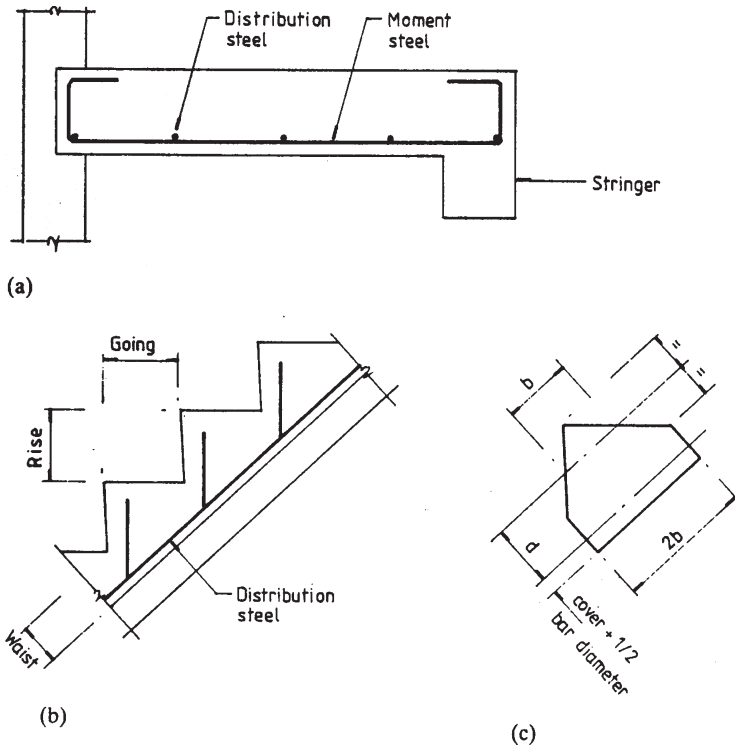 Distribution
steel
Moment
steel
Stringer
(a)
Going
Rise
Distribution
steel
Waist
(b)
=
=
b
d
2b
cover + 1/2
bar diameter
(c)